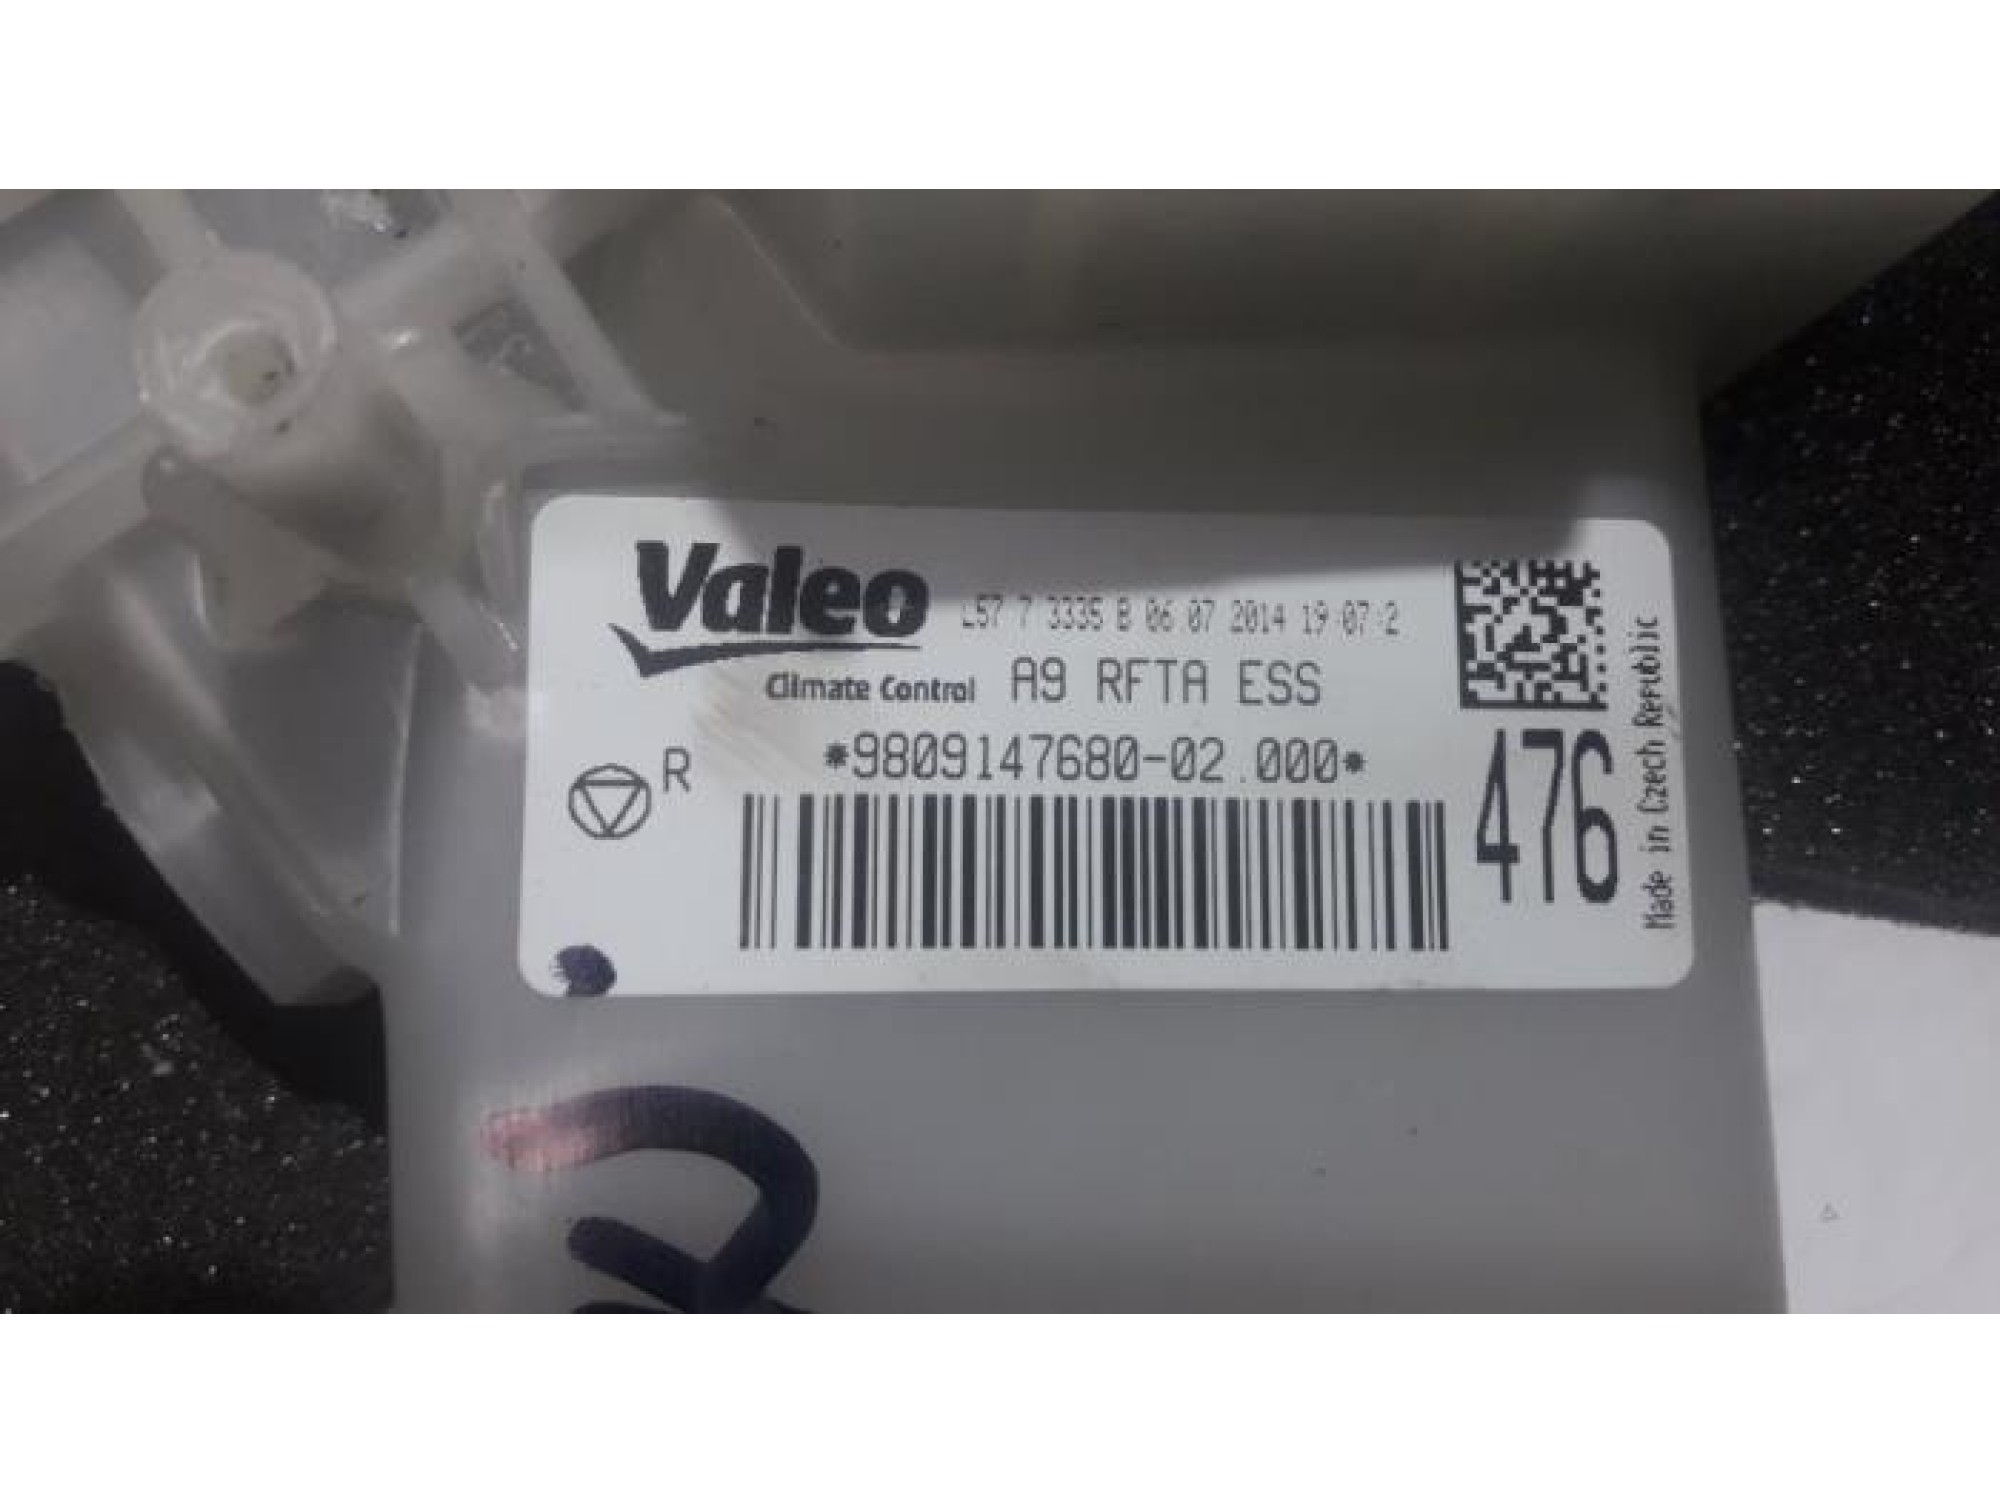 Valeo
L57 7 3335 B 06 07 2014 19 07:2
Climate Control A9 RFTA ESS
R *9809147680-02.000*
476
Made in Czech Republic